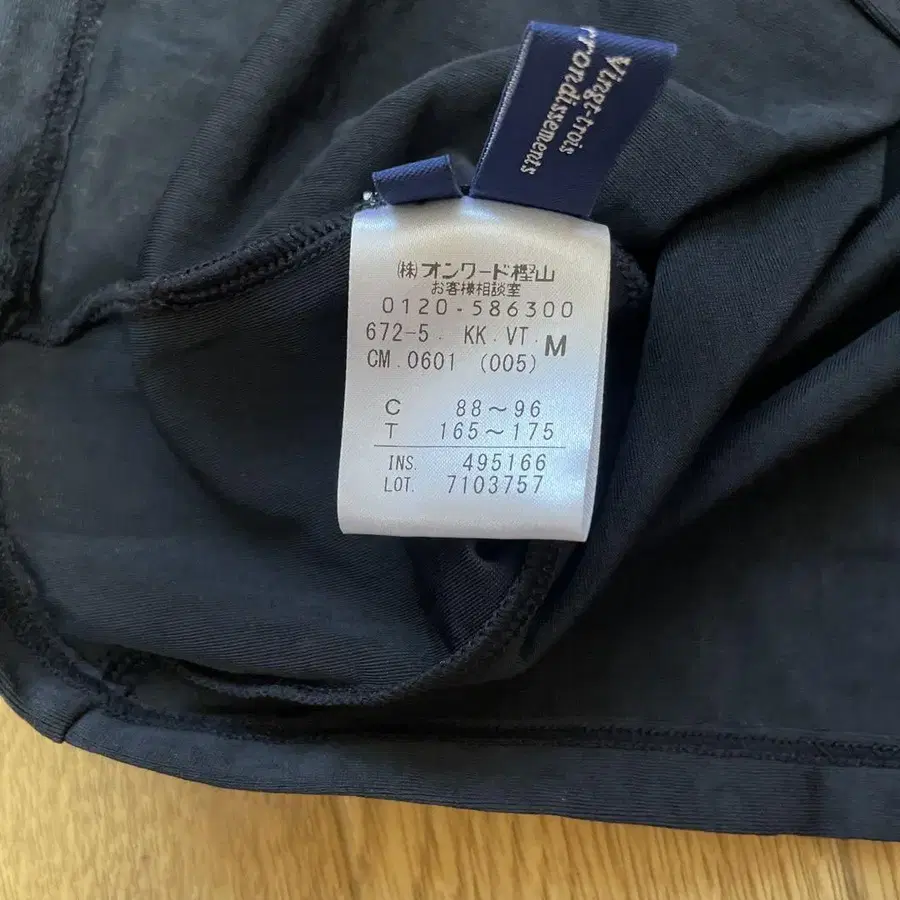 Vingt-trois
rrondissements
㈱オンワード樫山
お客様相談室
0120-586300
672-5. KK.VT. M
CM.0601 (005)
C 88～96
T 165～175
INS. 495166
LOT. 7103757